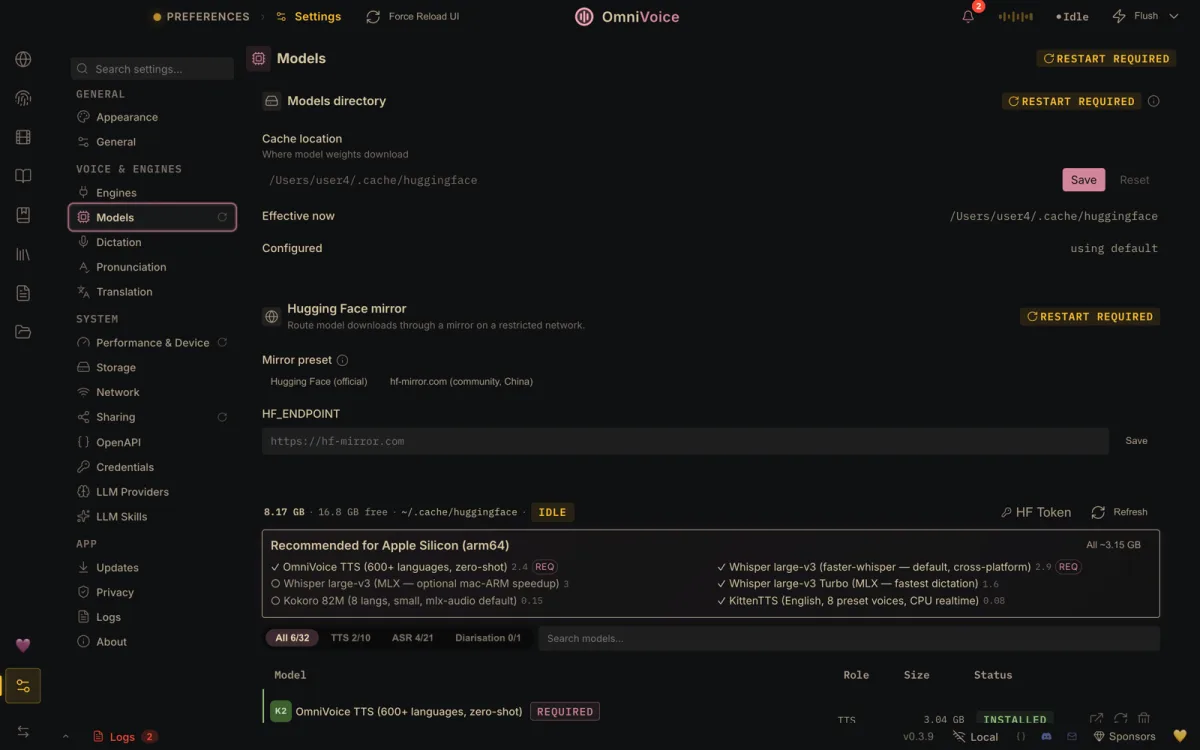 PREFERENCES › Settings Force Reload UI OmniVoice 2 Idle Flush
Search settings...
GENERAL
Appearance
General
VOICE & ENGINES
Engines
Models
Dictation
Pronunciation
Translation
SYSTEM
Performance & Device
Storage
Network
Sharing
OpenAPI
Credentials
LLM Providers
LLM Skills
APP
Updates
Privacy
Logs
About
Models RESTART REQUIRED
Models directory RESTART REQUIRED
Cache location
Where model weights download
/Users/user4/.cache/huggingface Save Reset
Effective now /Users/user4/.cache/huggingface
Configured using default
Hugging Face mirror RESTART REQUIRED
Route model downloads through a mirror on a restricted network.
Mirror preset
Hugging Face (official) hf-mirror.com (community, China)
HF_ENDPOINT
https://hf-mirror.com Save
8.17 GB · 16.8 GB free · ~/.cache/huggingface · IDLE HF Token Refresh
Recommended for Apple Silicon (arm64) All ~3.15 GB
✓ OmniVoice TTS (600+ languages, zero-shot) 2.4 REQ ✓ Whisper large-v3 (faster-whisper — default, cross-platform) 2.9 REQ
Whisper large-v3 (MLX — optional mac-ARM speedup) 3 ✓ Whisper large-v3 Turbo (MLX — fastest dictation) 1.6
Kokoro 82M (8 langs, small, mlx-audio default) 0.15 ✓ KittenTTS (English, 8 preset voices, CPU realtime) 0.08
All 6/32 TTS 2/10 ASR 4/21 Diarisation 0/1 Search models...
Model Role Size Status
K2 OmniVoice TTS (600+ languages, zero-shot) REQUIRED TTS 3.04 GB INSTALLED
Logs 2 v0.3.9 Local Sponsors